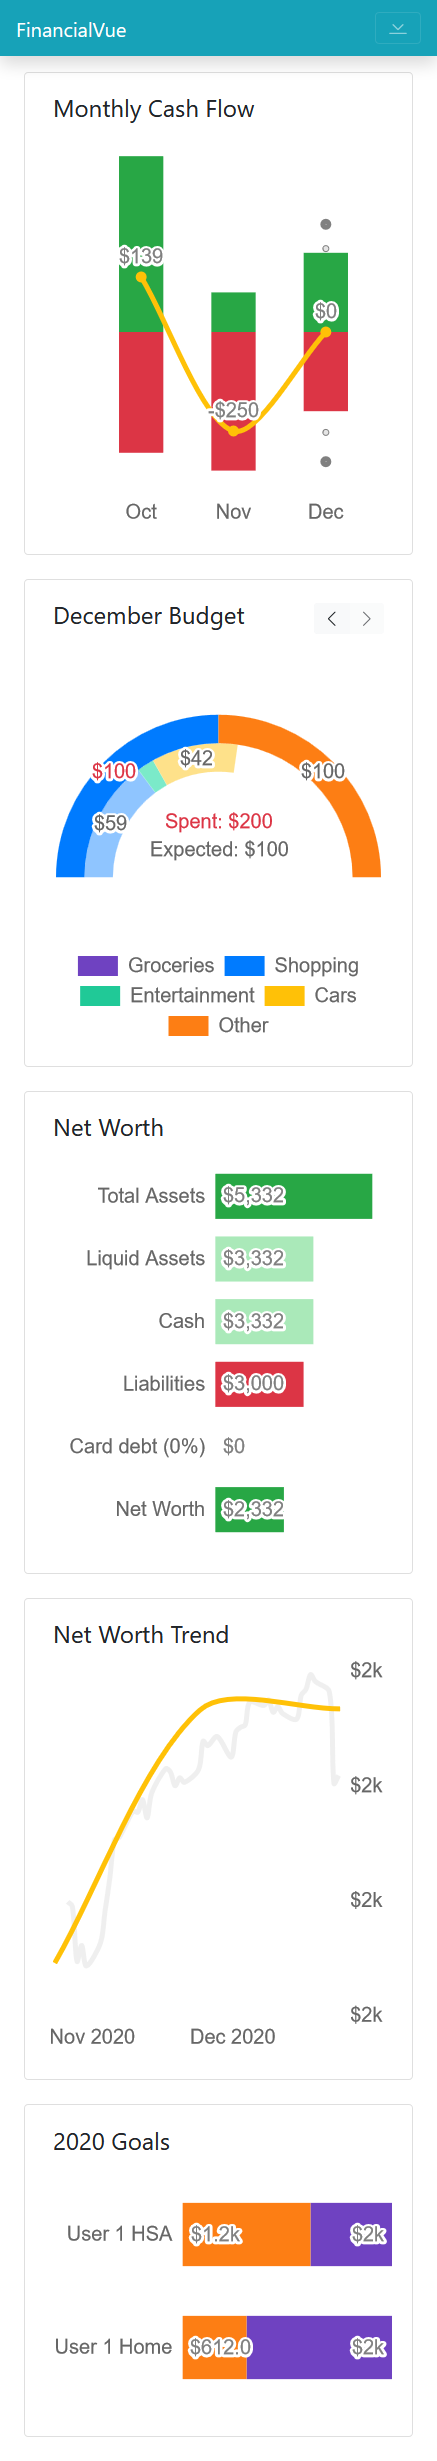 FinancialVue
Monthly Cash Flow
$139
$0
-$250
Oct Nov Dec
December Budget
$42
$100 $100
$59
Spent: $200
Expected: $100
Groceries Shopping
Entertainment Cars
Other
Net Worth
Total Assets $5,332
Liquid Assets $3,332
Cash $3,332
Liabilities $3,000
Card debt (0%) $0
Net Worth $2,332
Net Worth Trend
$2k
$2k
$2k
$2k
Nov 2020 Dec 2020
2020 Goals
User 1 HSA $1.2k $2k
User 1 Home $612.0 $2k